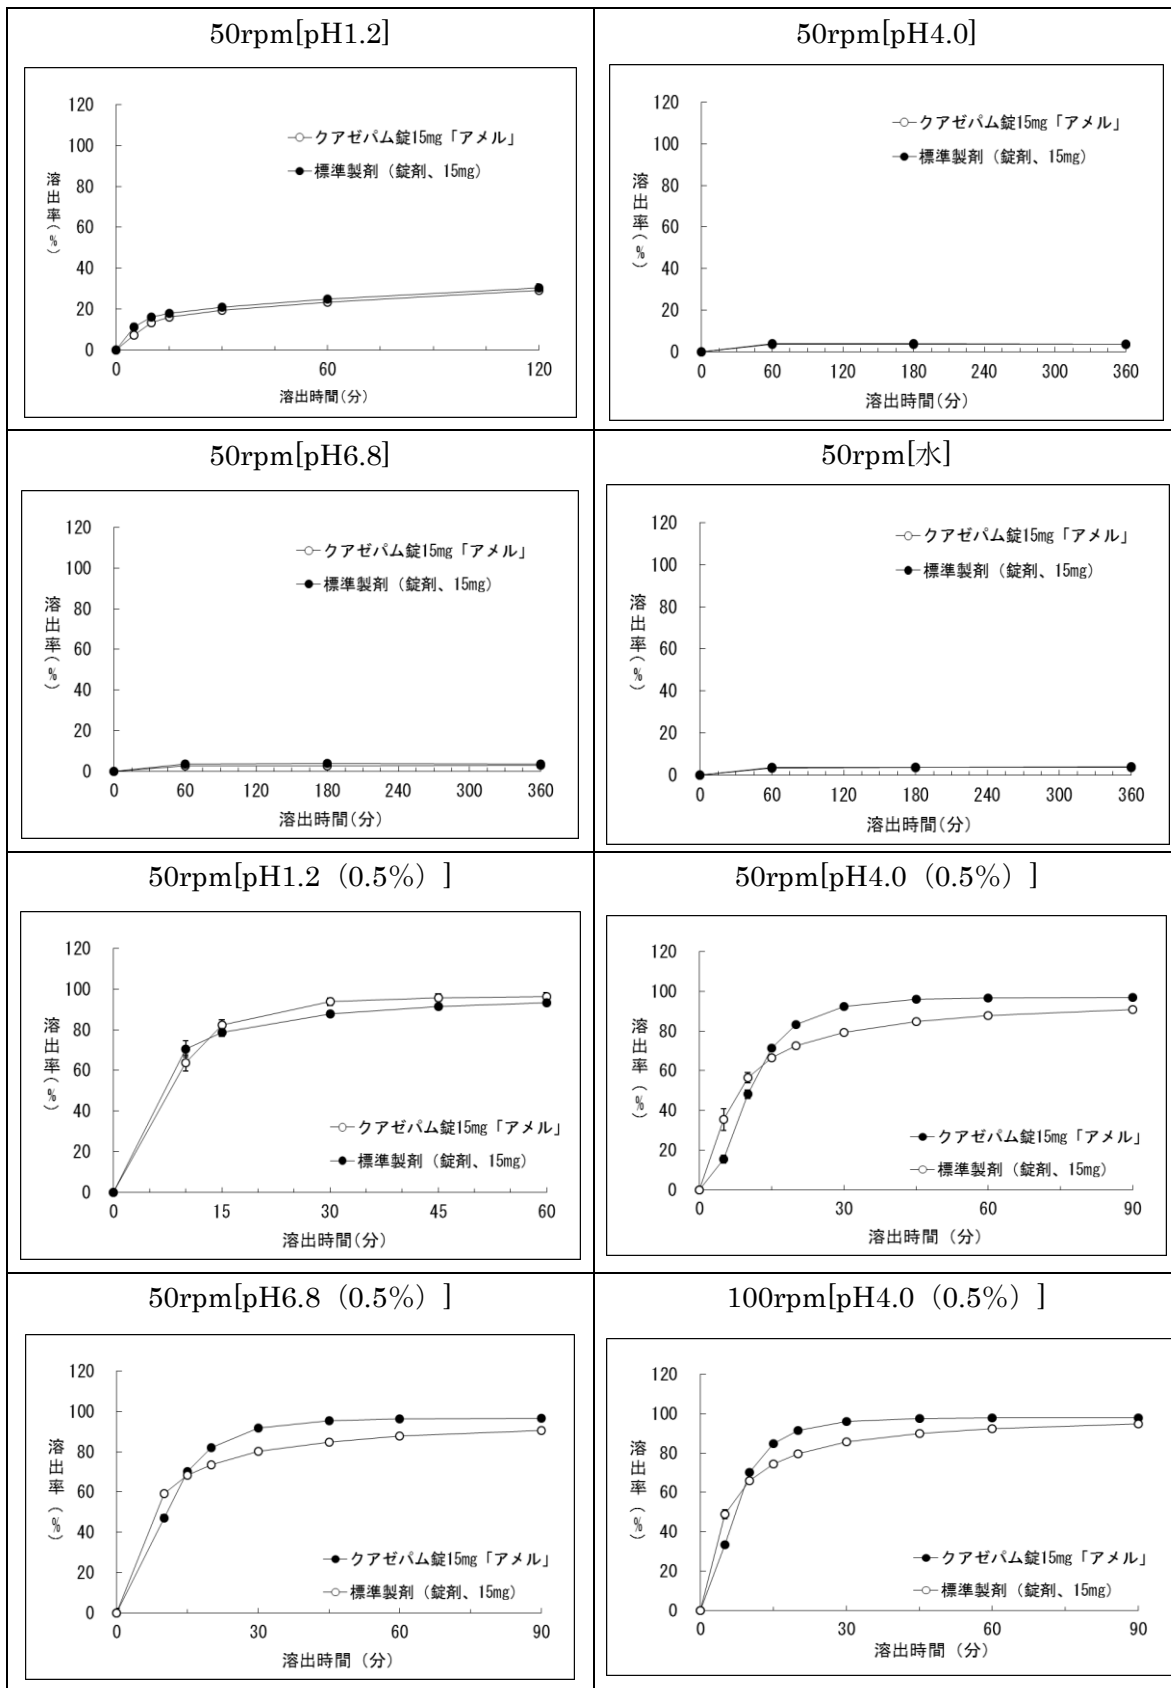 50rpm[pH1.2]
120
100
80
60
40
20
0
溶出率(%)
クアゼパム錠15mg「アメル」
標準製剤（錠剤、15mg）
0 60 120
溶出時間(分)
50rpm[pH4.0]
120
100
80
60
40
20
0
溶出率(%)
クアゼパム錠15mg「アメル」
標準製剤（錠剤、15mg）
0 60 120 180 240 300 360
溶出時間(分)
50rpm[pH6.8]
120
100
80
60
40
20
0
溶出率(%)
クアゼパム錠15mg「アメル」
標準製剤（錠剤、15mg）
0 60 120 180 240 300 360
溶出時間(分)
50rpm[水]
120
100
80
60
40
20
0
溶出率(%)
クアゼパム錠15mg「アメル」
標準製剤（錠剤、15mg）
0 60 120 180 240 300 360
溶出時間(分)
50rpm[pH1.2（0.5%）]
120
100
80
60
40
20
0
溶出率(%)
クアゼパム錠15mg「アメル」
標準製剤（錠剤、15mg）
0 15 30 45 60
溶出時間(分)
50rpm[pH4.0（0.5%）]
120
100
80
60
40
20
0
溶出率（%）
クアゼパム錠15mg「アメル」
標準製剤（錠剤、15mg）
0 30 60 90
溶出時間（分）
50rpm[pH6.8（0.5%）]
120
100
80
60
40
20
0
溶出率（%）
クアゼパム錠15mg「アメル」
標準製剤（錠剤、15mg）
0 30 60 90
溶出時間（分）
100rpm[pH4.0（0.5%）]
120
100
80
60
40
20
0
溶出率（%）
クアゼパム錠15mg「アメル」
標準製剤（錠剤、15mg）
0 30 60 90
溶出時間（分）